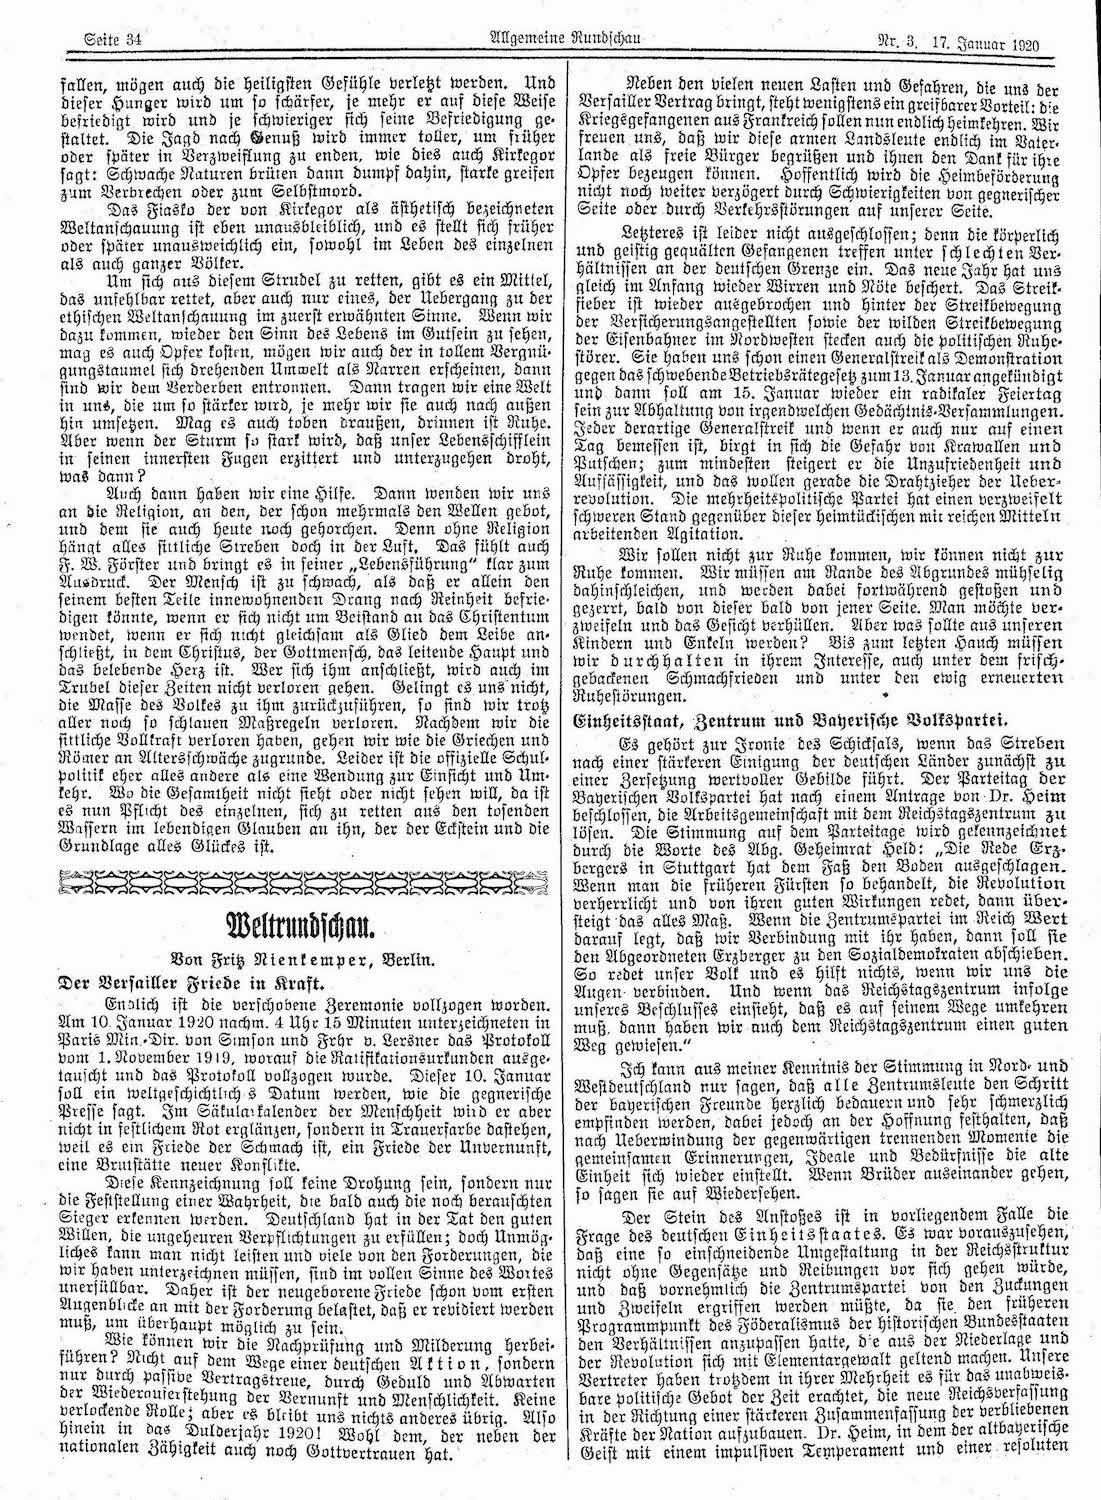 Seite 34
Allgemeine Rundschau
Nr. 3. 17. Januar 1920
fallen, mögen auch die heiligsten Gefühle verletzt werden. Und
dieser Hunger wird um so schärfer, je mehr er auf diese Weise
befriedigt wird und je schwieriger sich seine Befriedigung ge-
staltet. Die Jagd nach Genuß wird immer toller, um früher
oder später in Verzweiflung zu enden, wie dies auch Kirkegor
sagt: Schwache Naturen brüten dann dumpf dahin, starke greifen
zum Verbrechen oder zum Selbstmord.
Das Fiasko der von Kirkegor als ästhetisch bezeichneten
Weltanschauung ist eben unausbleiblich, und es stellt sich früher
oder später unausweichlich ein, sowohl im Leben des einzelnen
als auch ganzer Völker.
Um sich aus diesem Strudel zu retten, gibt es ein Mittel,
das unfehlbar rettet, aber auch nur eines, der Uebergang zu der
ethischen Weltanschauung im zuerst erwähnten Sinne. Wenn wir
dazu kommen, wieder den Sinn des Lebens im Gutsein zu sehen,
mag es auch Opfer kosten, mögen wir auch der in tollem Vergnü-
gungstaumel sich drehenden Umwelt als Narren erscheinen, dann
sind wir dem Verderben entronnen. Dann tragen wir eine Welt
in uns, die um so stärker wird, je mehr wir sie auch nach außen
hin umsetzen. Mag es auch toben draußen, drinnen ist Ruhe.
Aber wenn der Sturm so stark wird, daß unser Lebensschifflein
in seinen innersten Fugen erzittert und unterzugehen droht,
was dann?
Auch dann haben wir eine Hilfe. Dann wenden wir uns
an die Religion, an den, der schon mehrmals den Wellen gebot,
und dem sie auch heute noch gehorchen. Denn ohne Religion
hängt alles sittliche Streben doch in der Luft. Das fühlt auch
F. W. Förster und bringt es in seiner „Lebensführung“ klar zum
Ausdruck. Der Mensch ist zu schwach, als daß er allein den
seinem besten Teile innewohnenden Drang nach Reinheit befrie-
digen könnte, wenn er sich nicht um Beistand an das Christentum
wendet, wenn er sich nicht gleichsam als Glied dem Leibe an-
schließt, in dem Christus, der Gottmensch, das leitende Haupt und
das belebende Herz ist. Wer sich ihm anschließt, wird auch im
Trubel dieser Zeiten nicht verloren gehen. Gelingt es uns nicht,
die Masse des Volkes zu ihm zurückzuführen, so sind wir trotz
aller noch so schlauen Maßregeln verloren. Nachdem wir die
sittliche Vollkraft verloren haben, gehen wir wie die Griechen und
Römer an Altersschwäche zugrunde. Leider ist die offizielle Schul-
politik eher alles andere als eine Wendung zur Einsicht und Um-
kehr. Wo die Gesamtheit nicht sieht oder nicht sehen will, da ist
es nun Pflicht des einzelnen, sich zu retten aus den tosenden
Wassern im lebendigen Glauben an ihn, der der Eckstein und die
Grundlage alles Glückes ist.
Weltrundschau.
Von Fritz Nienkemper, Berlin.
Der Versailler Friede in Kraft.
Endlich ist die verschobene Zeremonie vollzogen worden.
Am 10. Januar 1920 nachm. 4 Uhr 15 Minuten unterzeichneten in
Paris Min.-Dir. von Simson und Frhr v. Lersner das Protokoll
vom 1. November 1919, worauf die Ratifikationsurkunden ausge-
tauscht und das Protokoll vollzogen wurde. Dieser 10. Januar
soll ein weltgeschichtliches Datum werden, wie die gegnerische
Presse sagt. Im Säkularkalender der Menschheit wird er aber
nicht in festlichem Rot erglänzen, sondern in Trauerfarbe dastehen,
weil es ein Friede der Schmach ist, ein Friede der Unvernunft,
eine Brutstätte neuer Konflikte.
Diese Kennzeichnung soll keine Drohung sein, sondern nur
die Feststellung einer Wahrheit, die bald auch die noch berauschten
Sieger erkennen werden. Deutschland hat in der Tat den guten
Willen, die ungeheuren Verpflichtungen zu erfüllen; doch Unmög-
liches kann man nicht leisten und viele von den Forderungen, die
wir haben unterzeichnen müssen, sind im vollen Sinne des Wortes
unerfüllbar. Daher ist der neugeborene Friede schon vom ersten
Augenblicke an mit der Forderung belastet, daß er revidiert werden
muß, um überhaupt möglich zu sein.
Wie können wir die Nachprüfung und Milderung herbei-
führen? Nicht auf dem Wege einer deutschen Aktion, sondern
nur durch passive Vertragstreue, durch Geduld und Abwarten
der Wiederauferstehung der Vernunft und Menschlichkeit. Keine
verlockende Rolle; aber es bleibt uns nichts anderes übrig. Also
hinein in das Dulderjahr 1920! Wohl dem, der neben der
nationalen Zähigkeit auch noch Gottvertrauen hat.
Neben den vielen neuen Lasten und Gefahren, die uns der
Versailler Vertrag bringt, steht wenigstens ein greifbarer Vorteil: die
Kriegsgefangenen aus Frankreich sollen nun endlich heimkehren. Wir
freuen uns, daß wir diese armen Landsleute endlich im Vater-
lande als freie Bürger begrüßen und ihnen den Dank für ihre
Opfer bezeugen können. Hoffentlich wird die Heimbeförderung
nicht noch weiter verzögert durch Schwierigkeiten von gegnerischer
Seite oder durch Verkehrsstörungen auf unserer Seite.
Letzteres ist leider nicht ausgeschlossen; denn die körperlich
und geistig gequälten Gefangenen treffen unter schlechten Ver-
hältnissen an der deutschen Grenze ein. Das neue Jahr hat uns
gleich im Anfang wieder Wirren und Nöte beschert. Das Streik-
fieber ist wieder ausgebrochen und hinter der Streikbewegung
der Versicherungsangestellten sowie der wilden Streikbewegung
der Eisenbahner im Nordwesten stecken auch die politischen Ruhe-
störer. Sie haben uns schon einen Generalstreik als Demonstration
gegen das schwebende Betriebsrätegesetz zum 13. Januar angekündigt
und dann soll am 15. Januar wieder ein radikaler Feiertag
sein zur Abhaltung von irgendwelchen Gedächtnis-Versammlungen.
Jeder derartige Generalstreik und wenn er auch nur auf einen
Tag bemessen ist, birgt in sich die Gefahr von Krawallen und
Putschen; zum mindesten steigert er die Unzufriedenheit und
Aufsässigkeit, und das wollen gerade die Drahtzieher der Ueber-
revolution. Die mehrheitspolitische Partei hat einen verzweifelt
schweren Stand gegenüber dieser heimtückischen mit reichen Mitteln
arbeitenden Agitation.
Wir sollen nicht zur Ruhe kommen, wir können nicht zur
Ruhe kommen. Wir müssen am Rande des Abgrundes mühselig
dahinschleichen, und werden dabei fortwährend gestoßen und
gezerrt, bald von dieser bald von jener Seite. Man möchte ver-
zweifeln und das Gesicht verhüllen. Aber was sollte aus unseren
Kindern und Enkeln werden? Bis zum letzten Hauch müssen
wir durchhalten in ihrem Interesse, auch unter dem frisch-
gebackenen Schmachfrieden und unter den ewig erneuerten
Ruhestörungen.
Einheitsstaat, Zentrum und Bayerische Volkspartei.
Es gehört zur Ironie des Schicksals, wenn das Streben
nach einer stärkeren Einigung der deutschen Länder zunächst zu
einer Zersetzung wertvoller Gebilde führt. Der Parteitag der
Bayerischen Volkspartei hat nach einem Antrage von Dr. Heim
beschlossen, die Arbeitsgemeinschaft mit dem Reichstagszentrum zu
lösen. Die Stimmung auf dem Parteitage wird gekennzeichnet
durch die Worte des Abg. Geheimrat Held: „Die Rede Erz-
bergers in Stuttgart hat dem Faß den Boden ausgeschlagen.
Wenn man die früheren Fürsten so behandelt, die Revolution
verherrlicht und von ihren guten Wirkungen redet, dann über-
steigt das alles Maß. Wenn die Zentrumspartei im Reich Wert
darauf legt, daß wir Verbindung mit ihr haben, dann soll sie
den Abgeordneten Erzberger zu den Sozialdemokraten abschieben.
So redet unser Volk und es hilft nichts, wenn wir uns die
Augen verbinden. Und wenn das Reichstagszentrum infolge
unseres Beschlusses einsieht, daß es auf seinem Wege umkehren
muß, dann haben wir auch dem Reichstagszentrum einen guten
Weg gewiesen.“
Ich kann aus meiner Kenntnis der Stimmung in Nord- und
Westdeutschland nur sagen, daß alle Zentrumsleute den Schritt
der bayerischen Freunde herzlich bedauern und sehr schmerzlich
empfinden werden, dabei jedoch an der Hoffnung festhalten, daß
nach Ueberwindung der gegenwärtigen trennenden Momente die
gemeinsamen Erinnerungen, Ideale und Bedürfnisse die alte
Einheit sich wieder einstellt. Wenn Brüder auseinander gehen,
so sagen sie auf Wiedersehen.
Der Stein des Anstoßes ist in vorliegendem Falle die
Frage des deutschen Einheitsstaates. Es war vorauszusehen,
daß eine so einschneidende Umgestaltung in der Reichsstruktur
nicht ohne Gegensätze und Reibungen vor sich gehen würde,
und daß vornehmlich die Zentrumspartei von den Zuckungen
und Zweifeln ergriffen werden müßte, da sie den früheren
Programmpunkt des Föderalismus der historischen Bundesstaaten
den Verhältnissen anzupassen hatte, die aus der Niederlage und
der Revolution sich mit Elementargewalt geltend machen. Unsere
Vertreter haben trotzdem in ihrer Mehrheit es für das unabweis-
bare politische Gebot der Zeit erachtet, die neue Reichsverfassung
in der Richtung einer stärkeren Zusammenfassung der verbliebenen
Kräfte der Nation aufzubauen. Dr. Heim, in dem der altbayerische
Geist mit einem impulsiven Temperament und einer resoluten